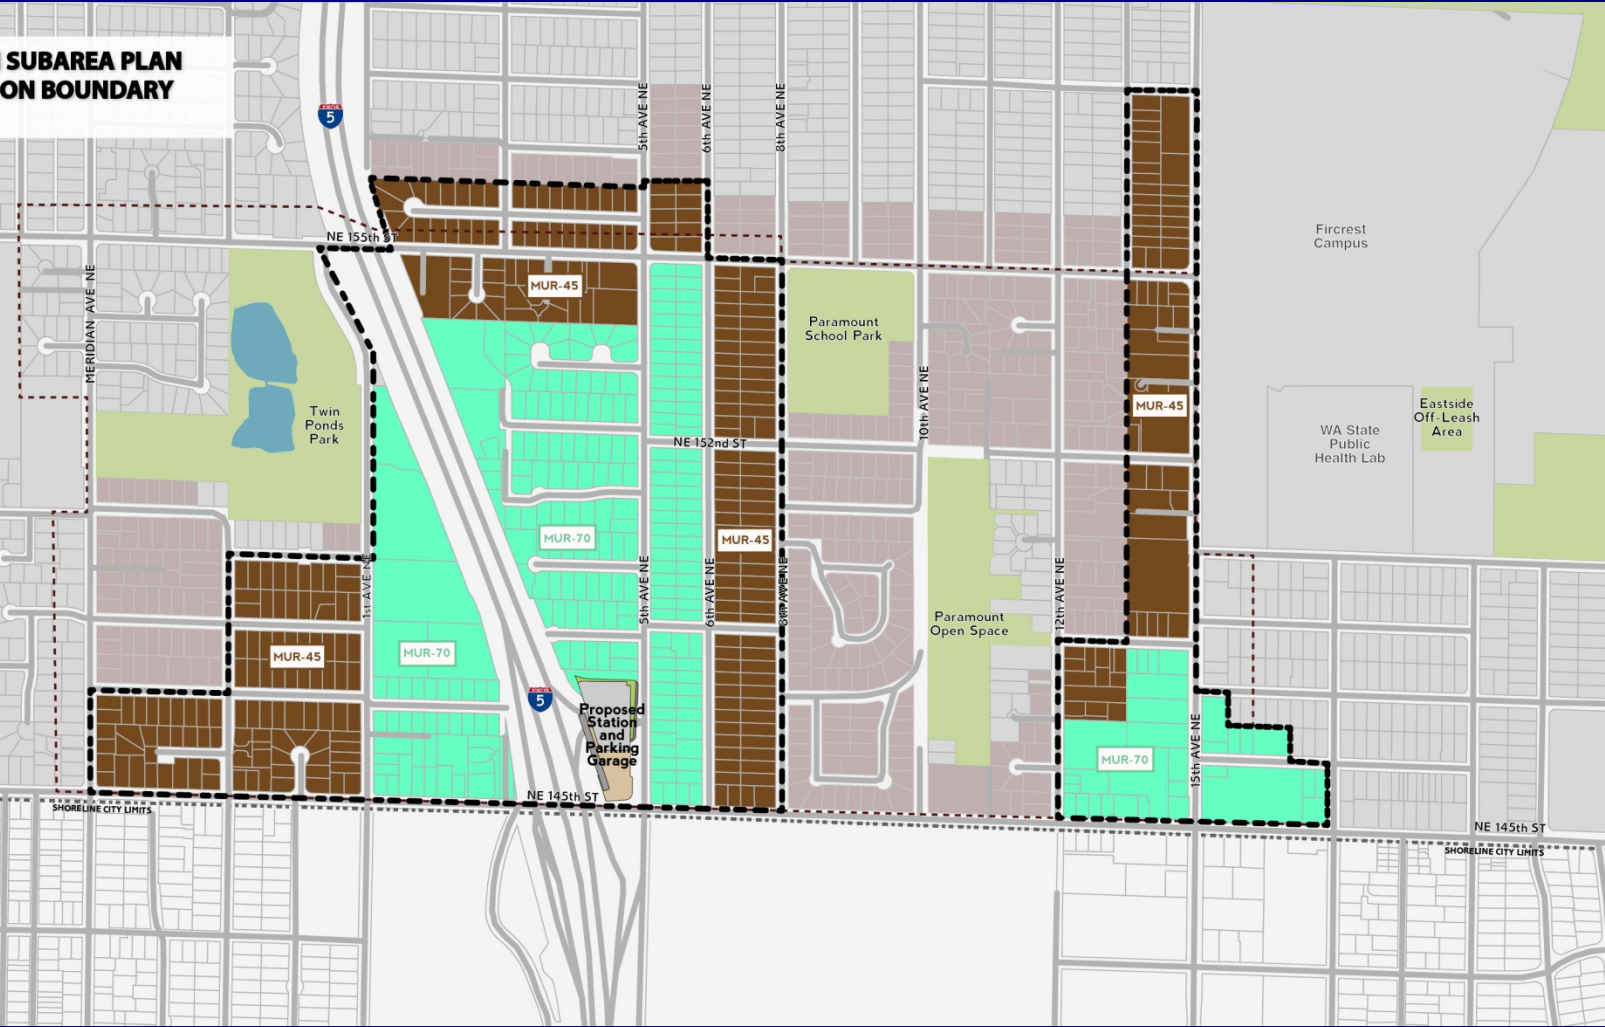 SUBAREA PLAN
ON BOUNDARY
5
5th AVE NE
6th AVE NE
8th AVE NE
NE 155th ST
MERIDIAN AVE NE
MUR-45
Fircrest
Campus
Paramount
School Park
Twin
Ponds
Park
10th AVE NE
NE 152nd ST
MUR-45
Eastside
Off-Leash
Area
WA State
Public
Health Lab
MUR-70
MUR-45
1st AVE NE
5th AVE NE
6th AVE NE
8th AVE NE
12th AVE NE
Paramount
Open Space
MUR-45
MUR-70
5
Proposed
Station
and
Parking
Garage
MUR-70
15th AVE NE
NE 145th ST
SHORELINE CITY LIMITS
NE 145th ST
SHORELINE CITY LIMITS